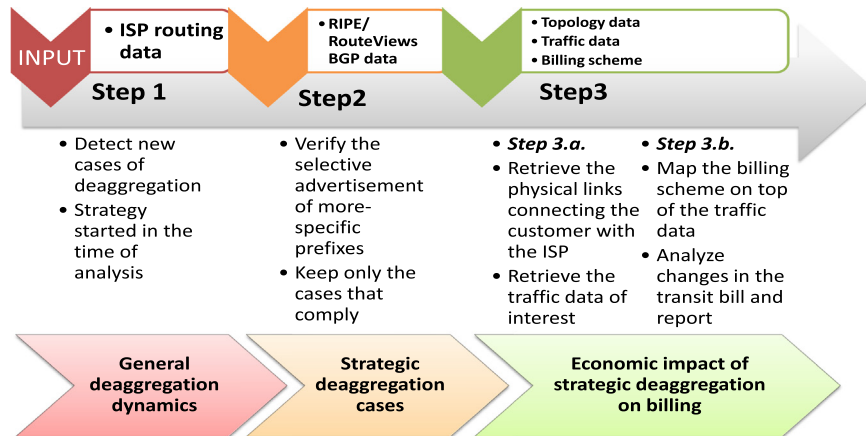 INPUT
• ISP routing
data
Step 1
• Detect new
cases of
deaggregation
• Strategy
started in the
time of
analysis
General
deaggregation
dynamics
• RIPE/
RouteViews
BGP data
Step2
• Verify the
selective
advertisement
of more-
specific
prefixes
• Keep only the
cases that
comply
Strategic
deaggregation
cases
• Topology data
• Traffic data
• Billing scheme
Step3
• Step 3.a.
• Retrieve the
physical links
connecting the
customer with
the ISP
• Retrieve the
traffic data of
interest
• Step 3.b.
• Map the billing
scheme on top
of the traffic
data
• Analyze
changes in the
transit bill and
report
Economic impact of
strategic deaggregation
on billing